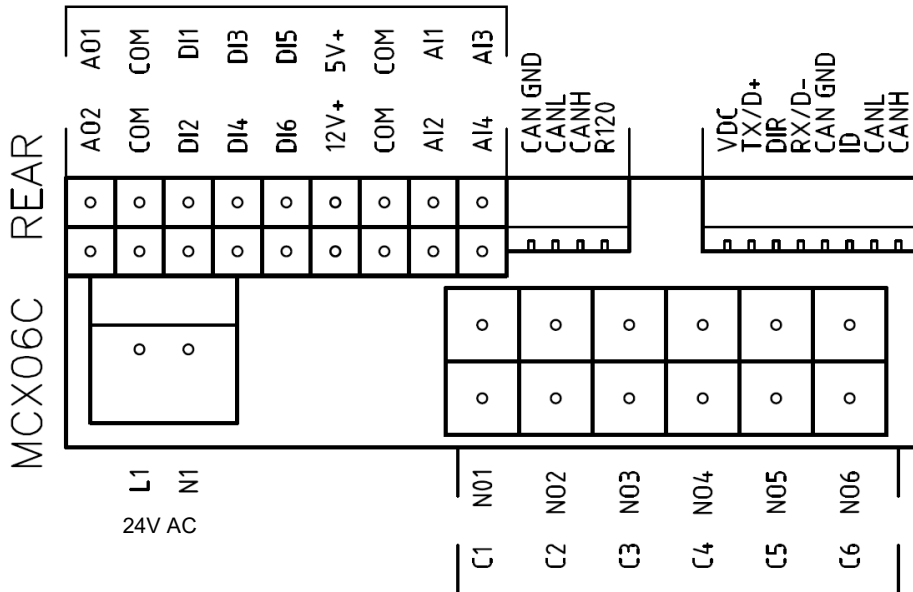 MCX06C REAR
AO1 COM DI1 DI3 DI5 5V+ COM AI1 AI3
AO2 COM DI2 DI4 DI6 12V+ COM AI2 AI4
CAN GND
CANL
CANH
R120
VDC
TX/D+
DIR
RX/D-
CAN GND
ID
CANL
CANH
L1 N1
24V AC
NO1 NO2 NO3 NO4 NO5 NO6
C1 C2 C3 C4 C5 C6